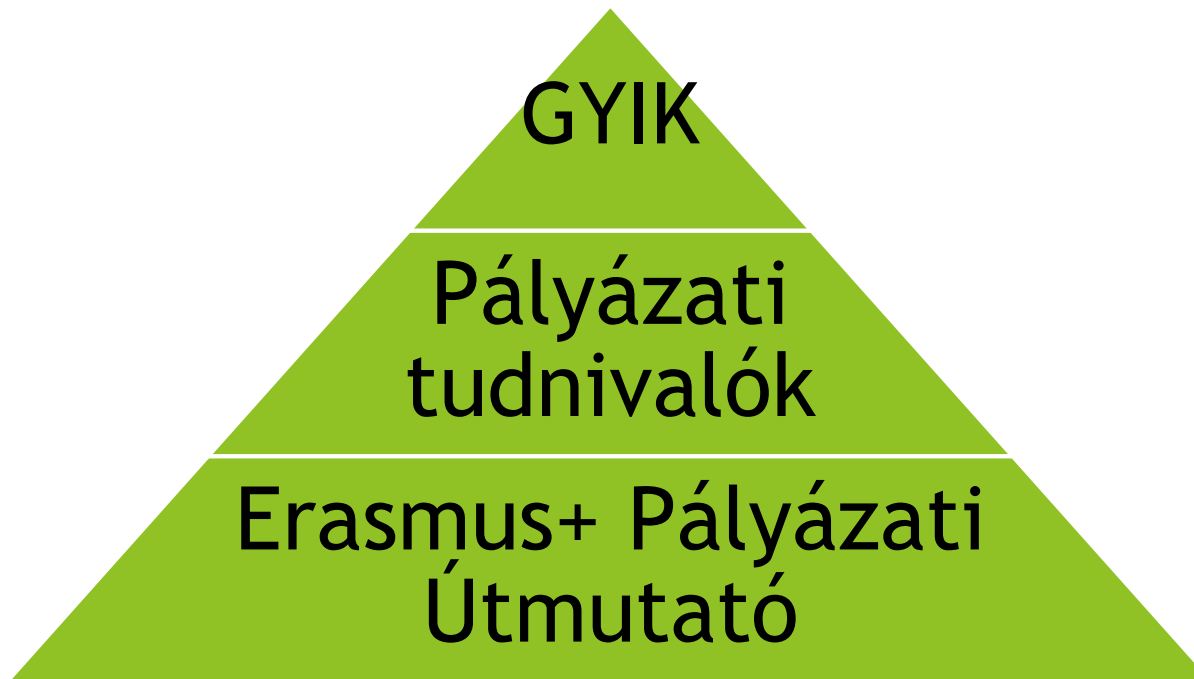 GYIK
Pályázati
tudnivalók
Erasmus+ Pályázati
Útmutató